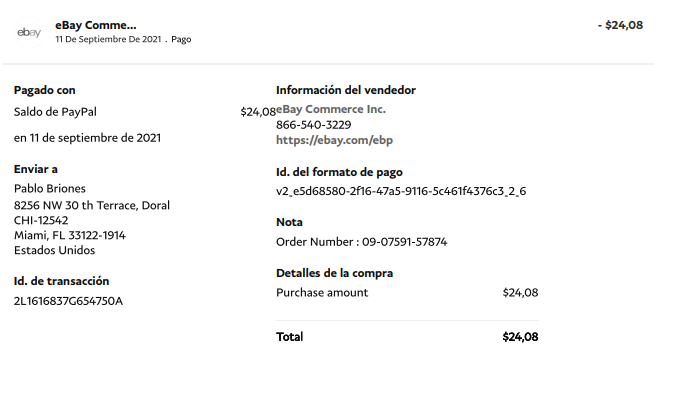 ebay
eBay Comme...
- $24,08
11 De Septiembre De 2021 . Pago
Pagado con
Saldo de PayPal
$24,08
en 11 de septiembre de 2021
Enviar a
Pablo Briones
8256 NW 30 th Terrace, Doral
CHI-12542
Miami, FL 33122-1914
Estados Unidos
Id. de transacción
2L1616837G654750A
Información del vendedor
eBay Commerce Inc.
866-540-3229
https://ebay.com/ebp
Id. del formato de pago
v2_e5d68580-2f16-47a5-9116-5c461f4376c3_2_6
Nota
Order Number : 09-07591-57874
Detalles de la compra
Purchase amount $24,08
Total $24,08